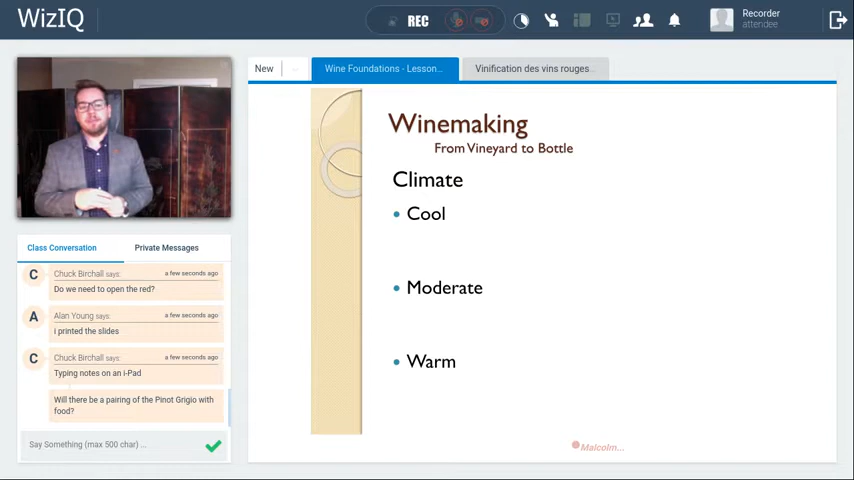 WizIQ
REC
Recorder
attendee
New
Wine Foundations - Lesson...
Vinification des vins rouges...
Class Conversation
Private Messages
C
Chuck Birchall says:
a few seconds ago
Do we need to open the red?
A
Alan Young says:
a few seconds ago
i printed the slides
C
Chuck Birchall says:
a few seconds ago
Typing notes on an i-Pad
Will there be a pairing of the Pinot Grigio with
food?
Say Something (max 500 char) ...
Winemaking
From Vineyard to Bottle
Climate
• Cool
• Moderate
• Warm
Malcolm...